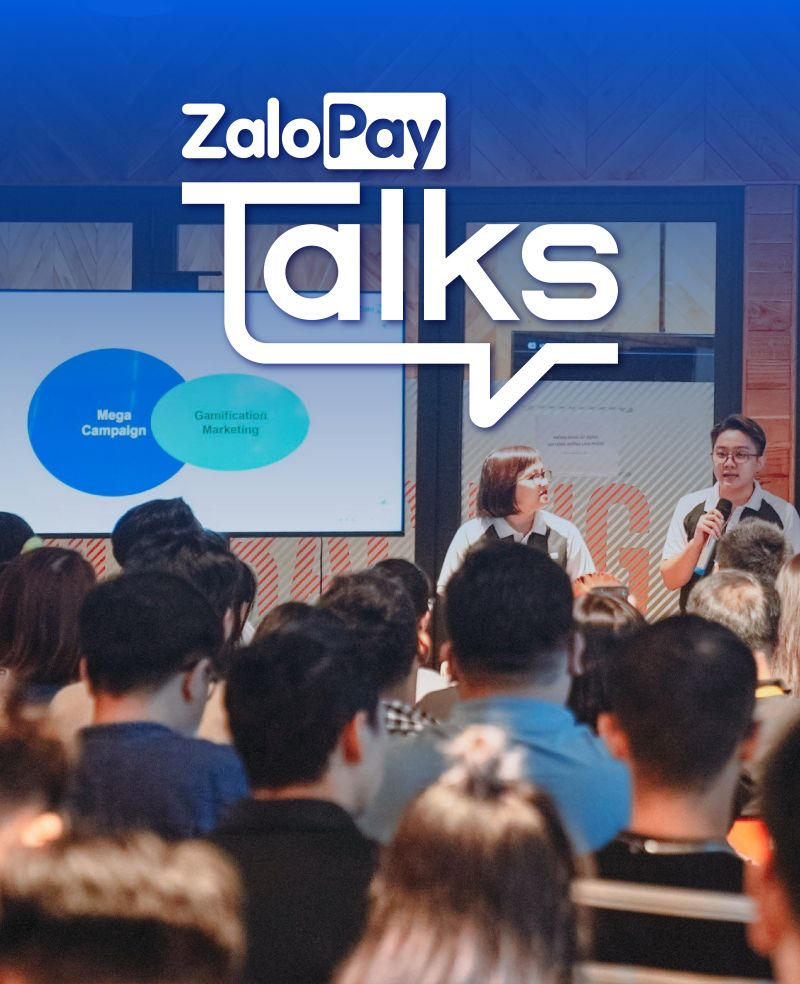 ZaloPay
Talks
Mega
Campaign
Gamification
Marketing